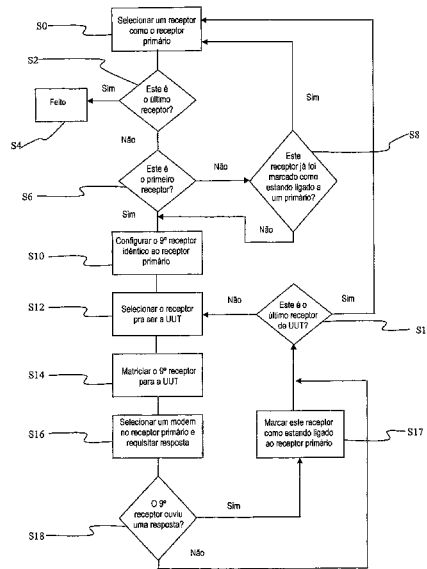 S0
Selecionar um receptor
como o receptor
primário
S2
Este é
o último
receptor?
Sim
Feito
S4
Não
Sim
S8
Este
receptor já foi
marcado como
estando ligado a
um primário?
Este é
o primeiro
receptor?
Não
S6
Sim
Não
S10
Configurar o 9º receptor
idêntico ao receptor
primário
S12
Selecionar o receptor
pra ser a UUT
Não
Este é o
último receptor
de UUT?
Sim
S1
S14
Matriciar o 9º receptor
para a UUT
S16
Selecionar um modem
no receptor primário e
requisitar resposta
Marcar este receptor
como estando ligado
ao receptor primário
S17
O 9º
receptor ouviu
uma resposta?
Sim
S18
Não